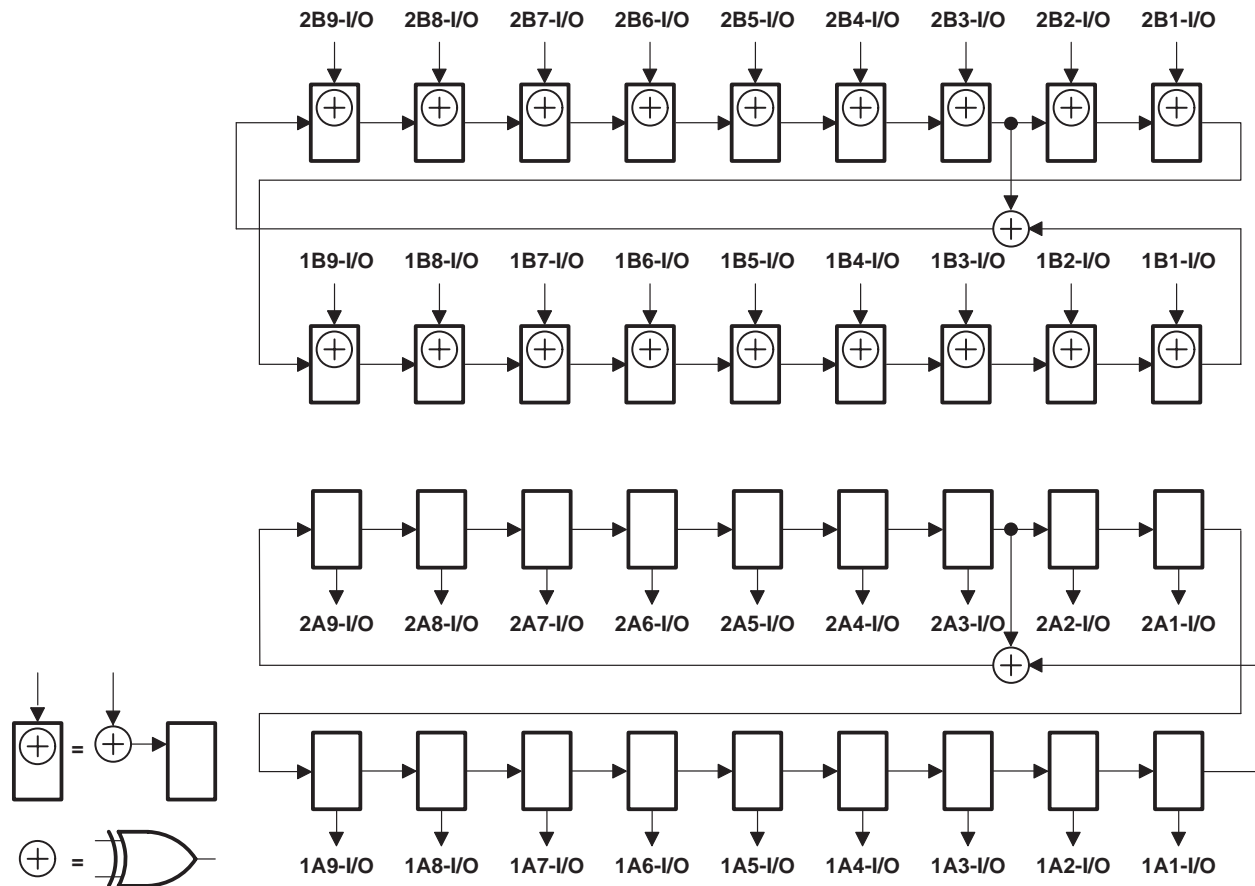 2B9-I/O 2B8-I/O 2B7-I/O 2B6-I/O 2B5-I/O 2B4-I/O 2B3-I/O 2B2-I/O 2B1-I/O
1B9-I/O 1B8-I/O 1B7-I/O 1B6-I/O 1B5-I/O 1B4-I/O 1B3-I/O 1B2-I/O 1B1-I/O
2A9-I/O 2A8-I/O 2A7-I/O 2A6-I/O 2A5-I/O 2A4-I/O 2A3-I/O 2A2-I/O 2A1-I/O
=
=
1A9-I/O 1A8-I/O 1A7-I/O 1A6-I/O 1A5-I/O 1A4-I/O 1A3-I/O 1A2-I/O 1A1-I/O